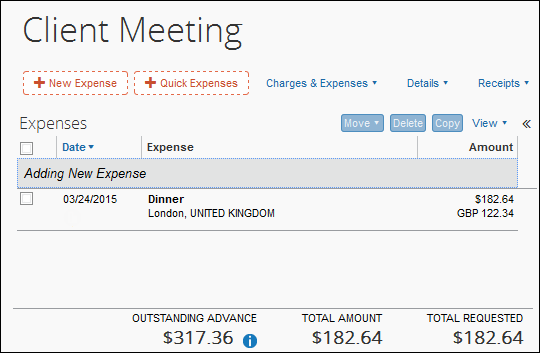 Client Meeting
+ New Expense + Quick Expenses Charges & Expenses Details Receipts
Expenses Move Delete Copy View «
Date Expense Amount
Adding New Expense
03/24/2015 Dinner $182.64
London, UNITED KINGDOM GBP 122.34
OUTSTANDING ADVANCE TOTAL AMOUNT TOTAL REQUESTED
$317.36 i $182.64 $182.64